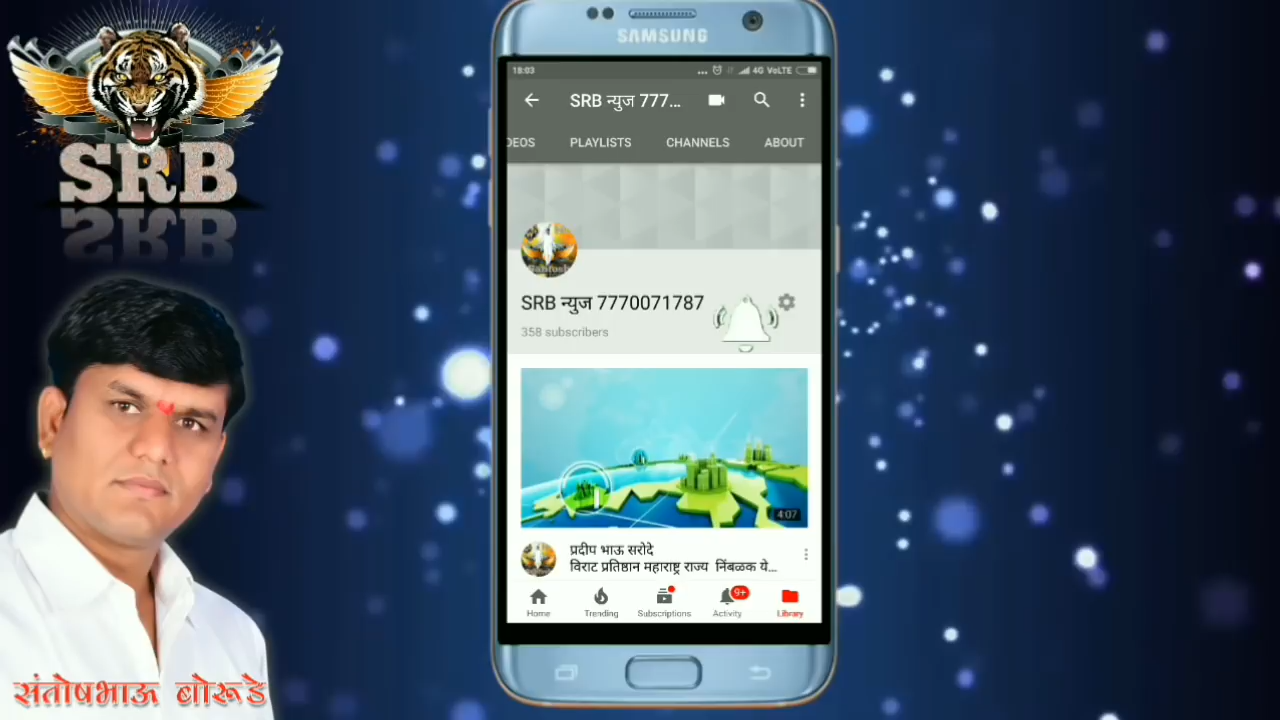 SRB
संतोषभाऊ बोरूडे
SAMSUNG
18:03
... 4G VoLTE
SRB न्युज 777...
DEOS PLAYLISTS CHANNELS ABOUT
Santosh
SRB न्युज 7770071787
358 subscribers
4:07
प्रदीप भाऊ सरोदे
विराट प्रतिष्ठान महाराष्ट्र राज्य निंबळक ये...
9+
Home Trending Subscriptions Activity Library